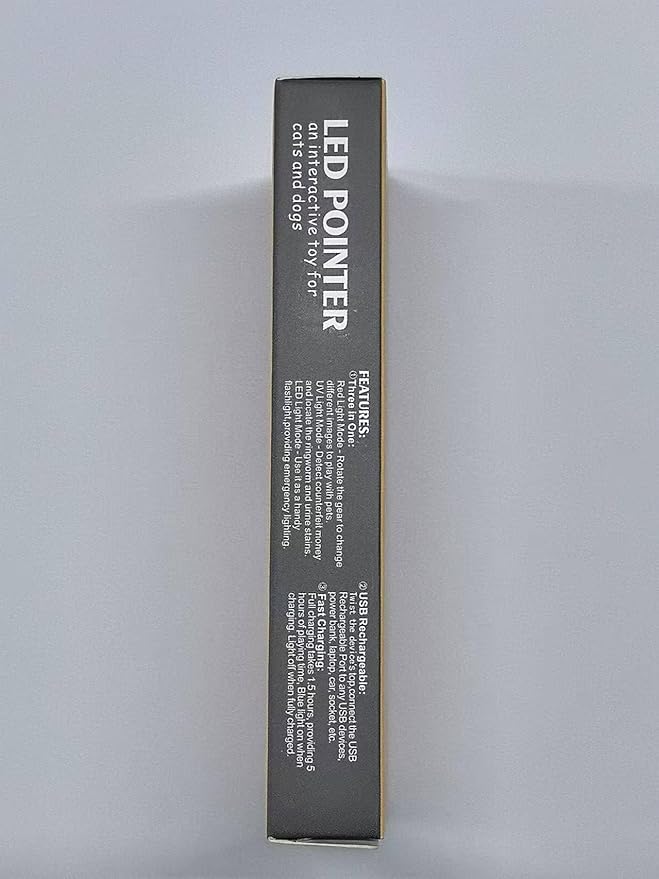 LED POINTER
an interactive toy for
cats and dogs
FEATURES:
①Three in One:
Red Light Mode - Rotate the gear to change
different images to play with pets.
UV Light Mode - Detect counterfeit money
and locate the ringworm and urine stains.
LED Light Mode - Use it as a handy
flashlight,providing emergency lighting.
② USB Rechargeable:
Twist the device's top,connect the USB
Rechargeable Port to any USB devices,
power bank, laptop, car, socket, etc.
③ Fast Charging:
Full charging takes 1.5 hours, providing 5
hours of playing time, Blue light on when
charging. Light off when fully charged.